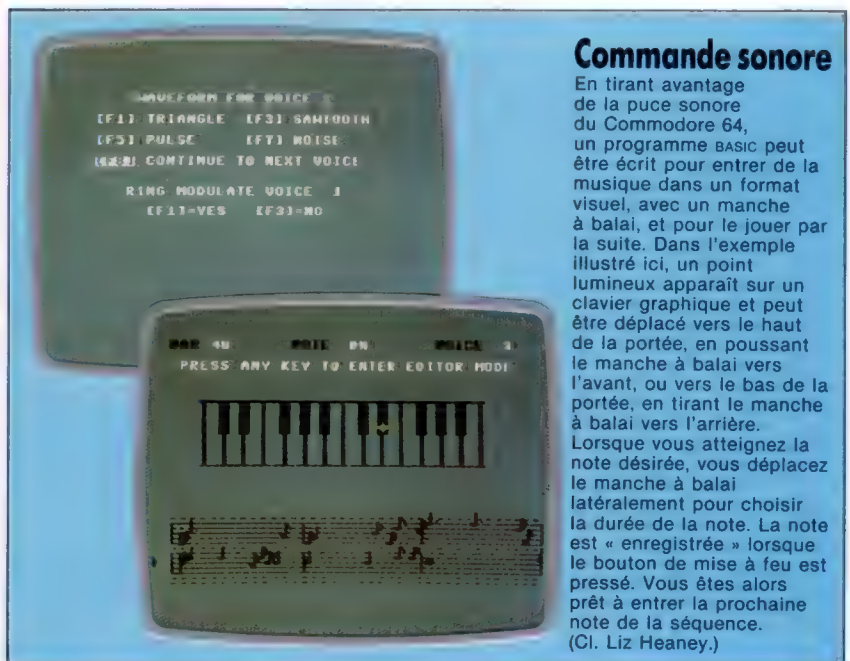 WAVEFORM FOR VOICE
[F1] TRIANGLE [F3] SAWTOOTH
[F5] PULSE [F7] NOISE
CONTINUE TO NEXT VOICE
RING MODULATE VOICE
[F1]=YES [F3]=NO
BAR NOTE VOICE
PRESS ANY KEY TO ENTER EDITOR MODE
Commande sonore
En tirant avantage
de la puce sonore
du Commodore 64,
un programme BASIC peut
être écrit pour entrer de la
musique dans un format
visuel, avec un manche
à balai, et pour le jouer par
la suite. Dans l'exemple
illustré ici, un point
lumineux apparaît sur un
clavier graphique et peut
être déplacé vers le haut
de la portée, en poussant
le manche à balai vers
l'avant, ou vers le bas de la
portée, en tirant le manche
à balai vers l'arrière.
Lorsque vous atteignez la
note désirée, vous déplacez
le manche à balai
latéralement pour choisir
la durée de la note. La note
est « enregistrée » lorsque
le bouton de mise à feu est
pressé. Vous êtes alors
prêt à entrer la prochaine
note de la séquence.
(Cl. Liz Heaney.)